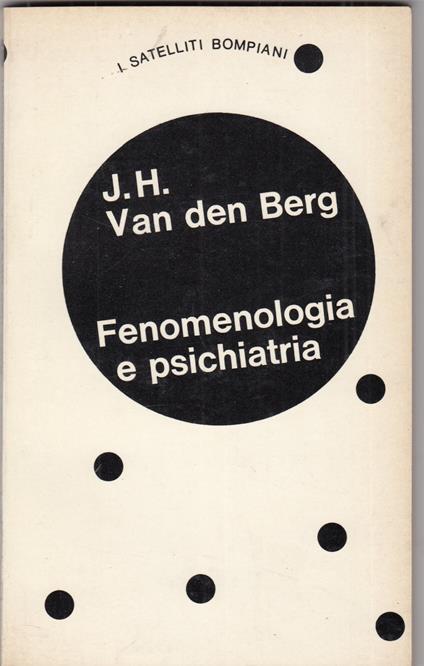 I SATELLITI BOMPIANI
J. H.
Van den Berg
Fenomenologia
e psichiatria